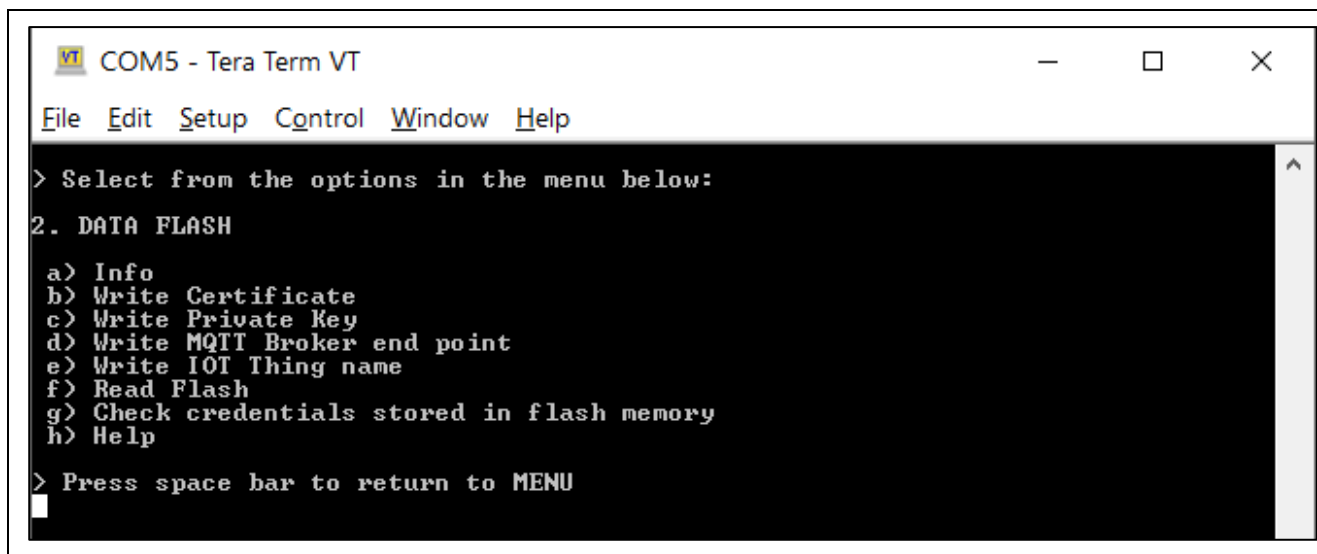 COM5 - Tera Term VT
File Edit Setup Control Window Help
> Select from the options in the menu below:
2. DATA FLASH
a) Info
b) Write Certificate
c) Write Private Key
d) Write MQTT Broker end point
e) Write IOT Thing name
f) Read Flash
g) Check credentials stored in flash memory
h) Help
> Press space bar to return to MENU